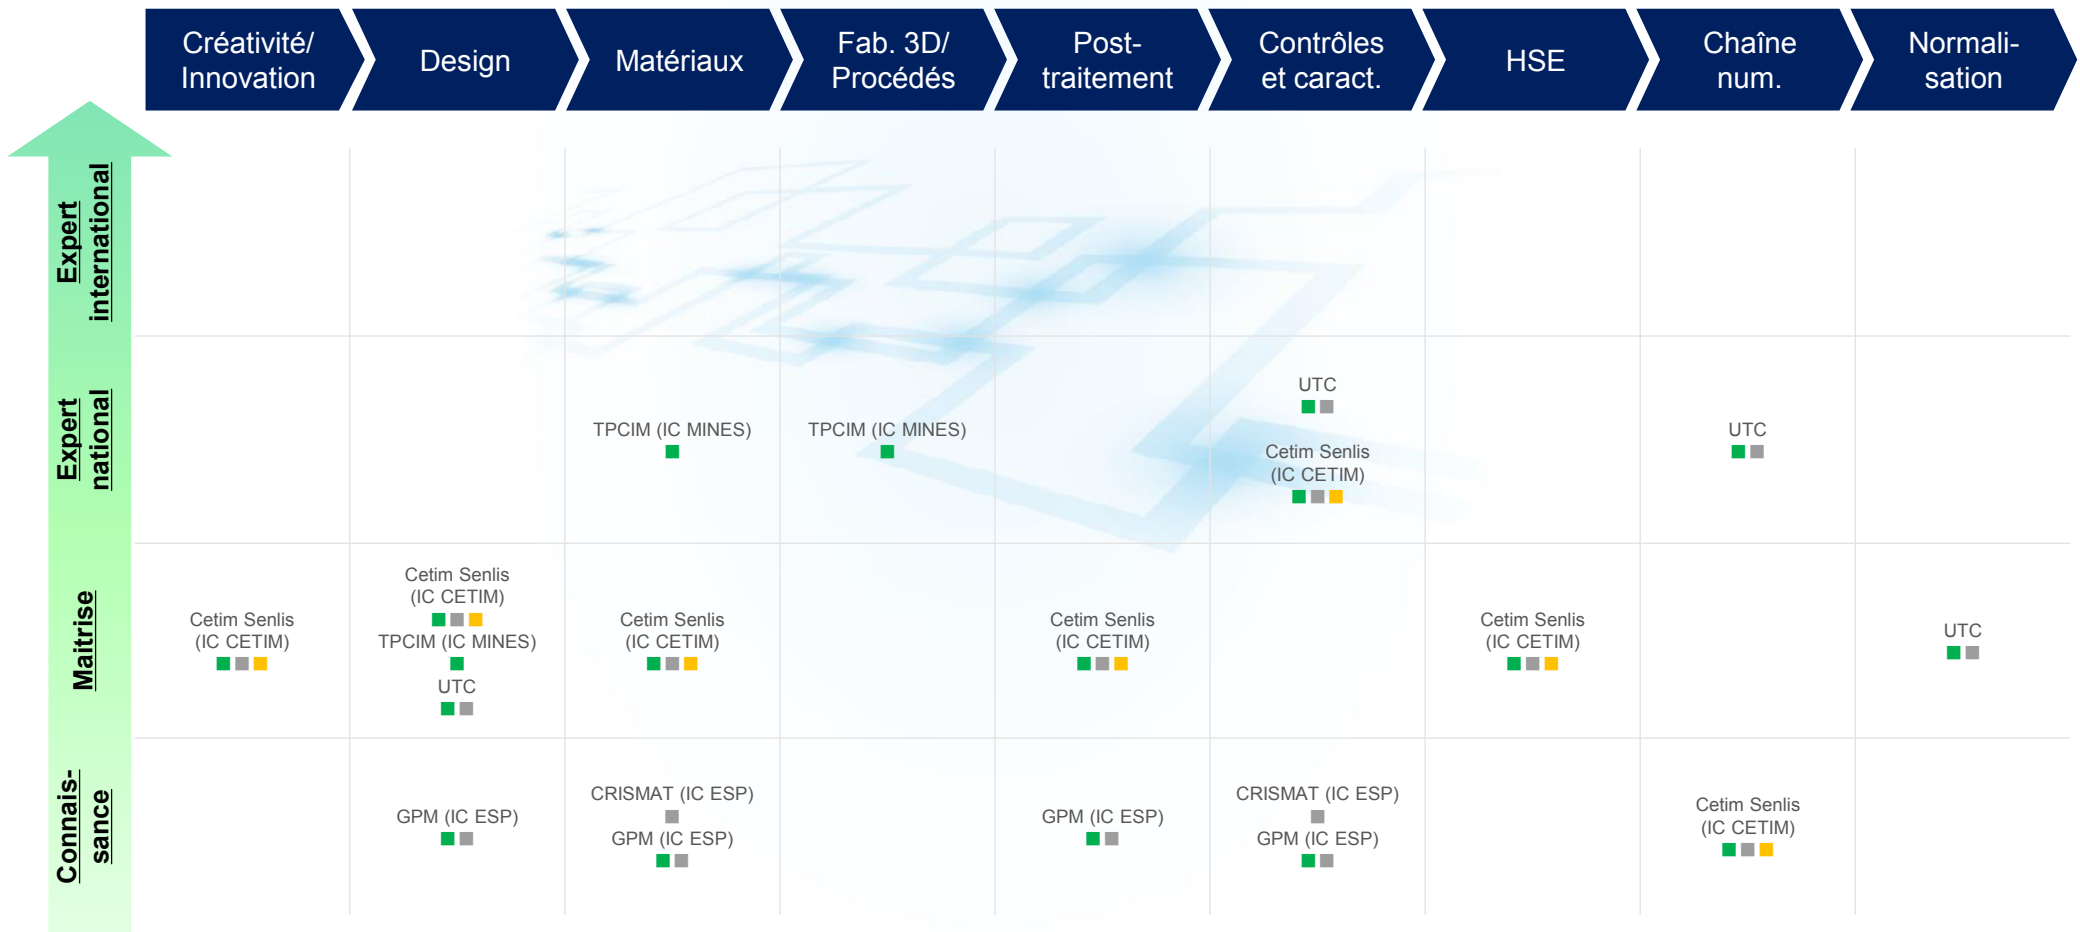 Créativité/
Innovation
Design
Matériaux
Fab. 3D/
Procédés
Post-
traitement
Contrôles
et caract.
HSE
Chaîne
num.
Normali-
sation
Expert
international
Expert
national
TPCIM (IC MINES)
TPCIM (IC MINES)
UTC
Cetim Senlis
(IC CETIM)
UTC
Maitrise
Cetim Senlis
(IC CETIM)
Cetim Senlis
(IC CETIM)
TPCIM (IC MINES)
UTC
Cetim Senlis
(IC CETIM)
Cetim Senlis
(IC CETIM)
Cetim Senlis
(IC CETIM)
UTC
Connais-
sance
GPM (IC ESP)
CRISMAT (IC ESP)
GPM (IC ESP)
GPM (IC ESP)
CRISMAT (IC ESP)
GPM (IC ESP)
Cetim Senlis
(IC CETIM)